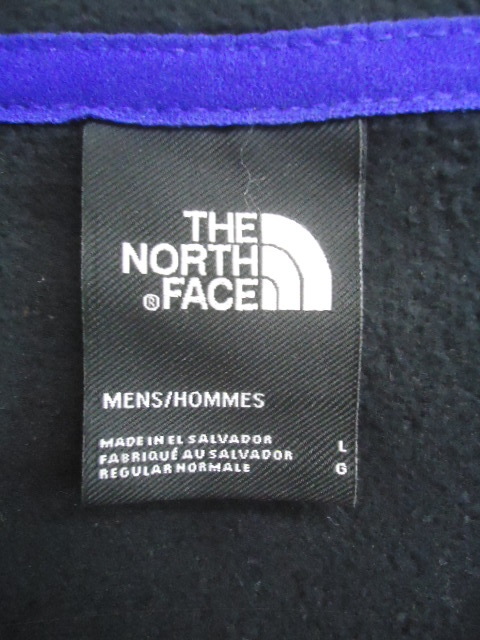 THE
NORTH
®FACE
MENS/HOMMES
MADE IN EL SALVADOR
FABRIQUÉ AU SALVADOR
REGULAR NORMALE
L
G